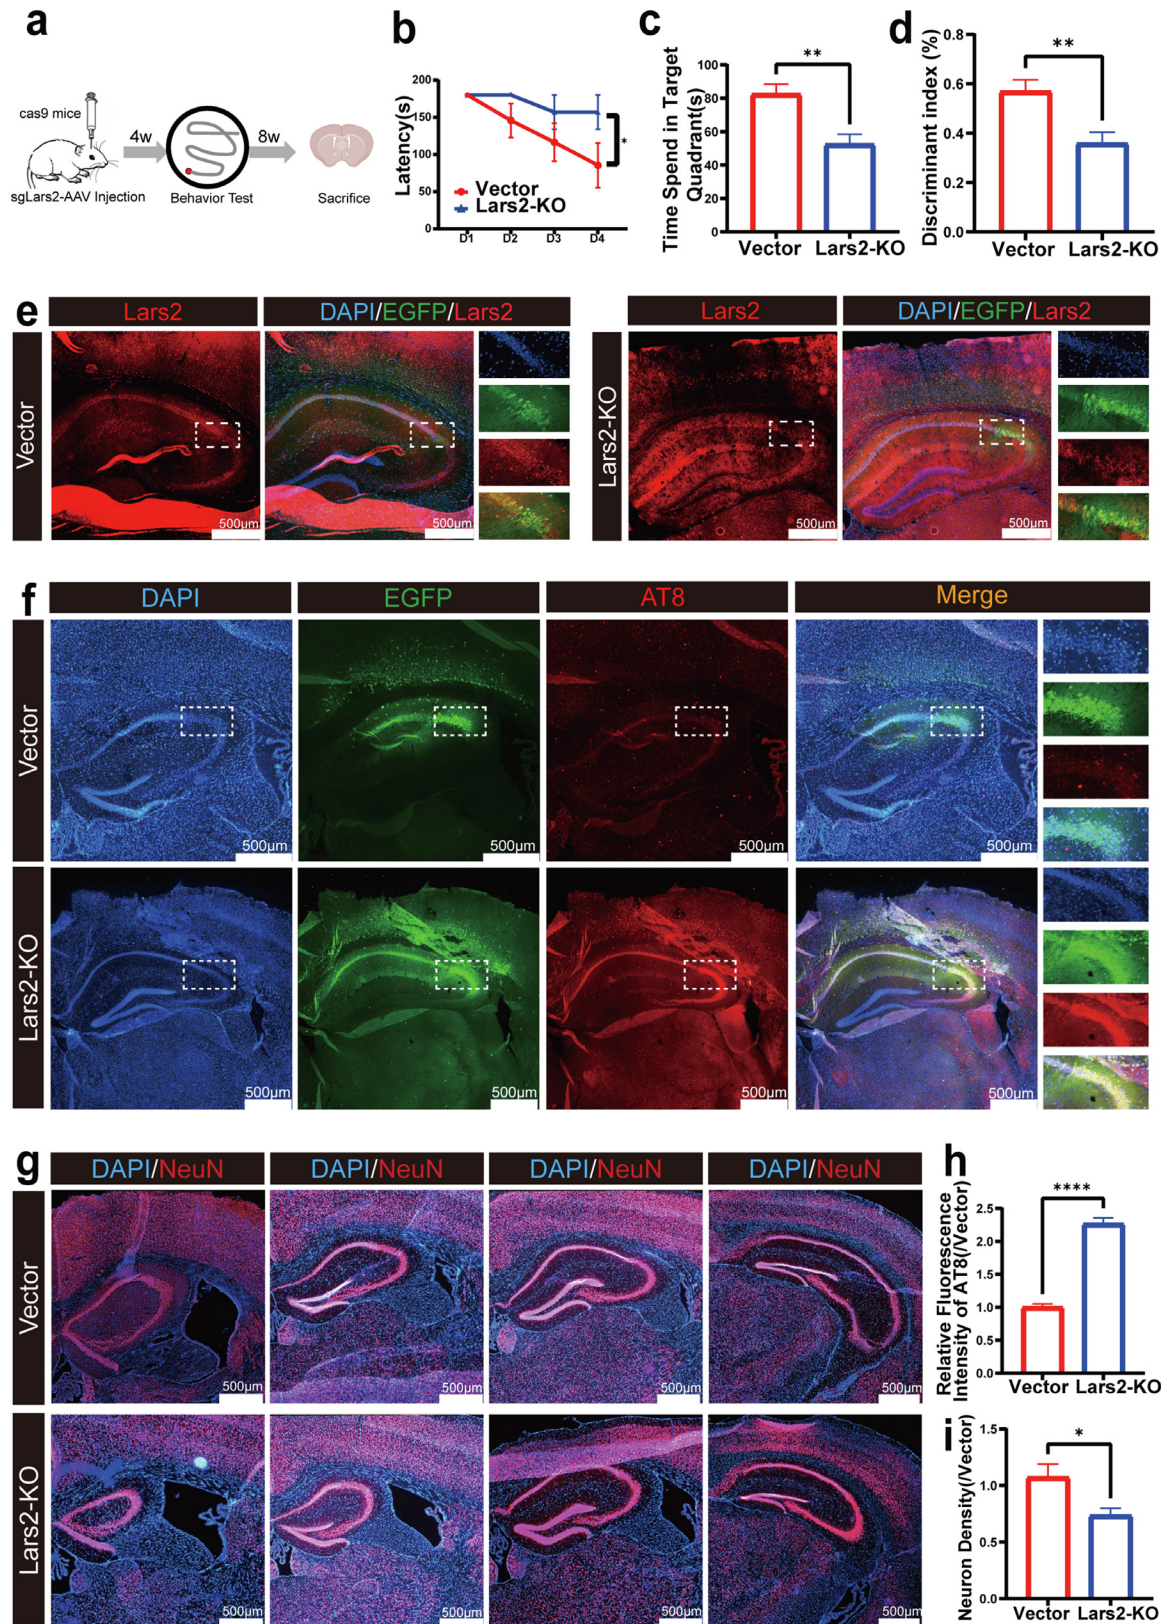 a
cas9 mice
4w
8w
sgLars2-AAV Injection
Behavior Test
Sacrifice
b
Latency(s)
200
150
100
50
0
*
Vector
Lars2-KO
D1
D2
D3
D4
c
Time Spend in Target
Quadrant(s)
100
80
60
40
20
0
**
Vector
Lars2-KO
d
Discriminant index (%)
0.8
0.6
0.4
0.2
0.0
**
Vector
Lars2-KO
e
Lars2
DAPI/EGFP/Lars2
Vector
500μm
500μm
Lars2
DAPI/EGFP/Lars2
Lars2-KO
500μm
500μm
f
DAPI
EGFP
AT8
Merge
Vector
500μm
500μm
500μm
500μm
Lars2-KO
500μm
500μm
500μm
500μm
g
DAPI/NeuN
DAPI/NeuN
DAPI/NeuN
DAPI/NeuN
Vector
500μm
500μm
500μm
500μm
Lars2-KO
500μm
500μm
500μm
500μm
h
Relative Fluorescence
Intensity of AT8(/Vector)
2.5
2.0
1.5
1.0
0.5
0.0
****
Vector
Lars2-KO
i
Neuron Density(/Vector)
1.5
1.0
0.5
0.0
*
Vector
Lars2-KO